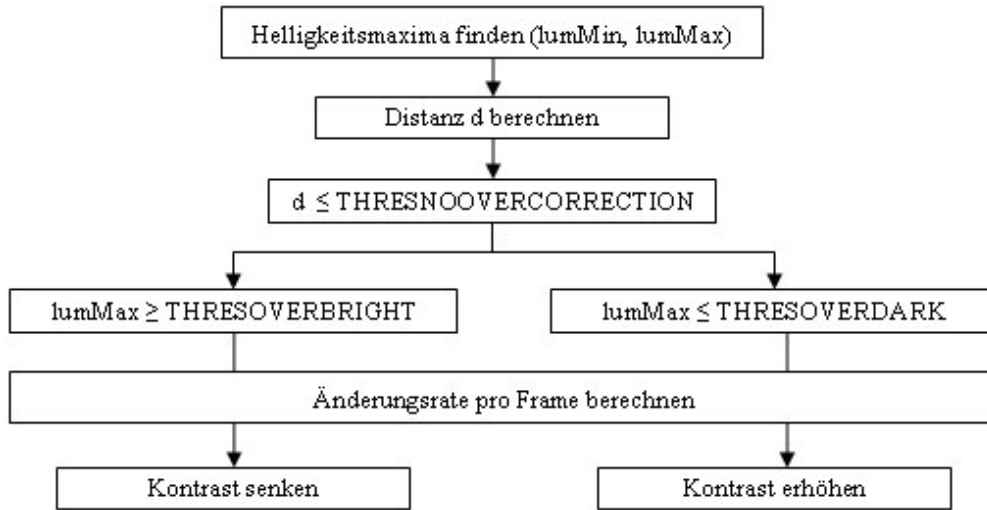 Helligkeitsmaxima finden (lumMin, lumMax)
Distanz d berechnen
d ≤ THRESNOOVERCORRECTION
lumMax ≥ THRESOVERBRIGHT
lumMax ≤ THRESOVERDARK
Änderungsrate pro Frame berechnen
Kontrast senken
Kontrast erhöhen